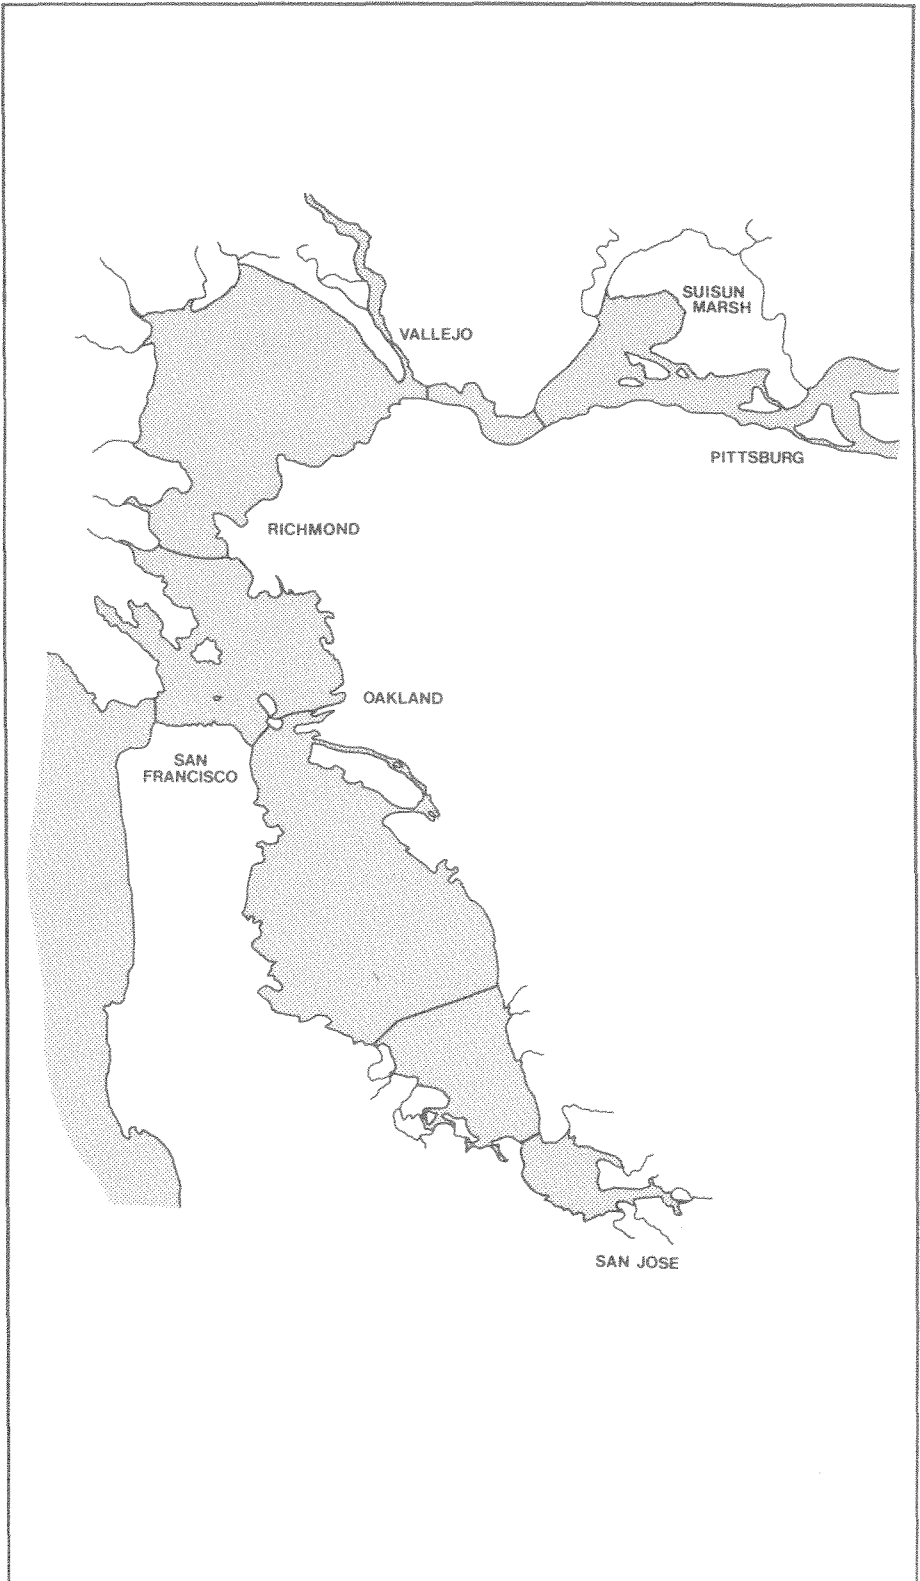 SUISUN
MARSH
VALLEJO
PITTSBURG
RICHMOND
OAKLAND
SAN
FRANCISCO
SAN JOSE